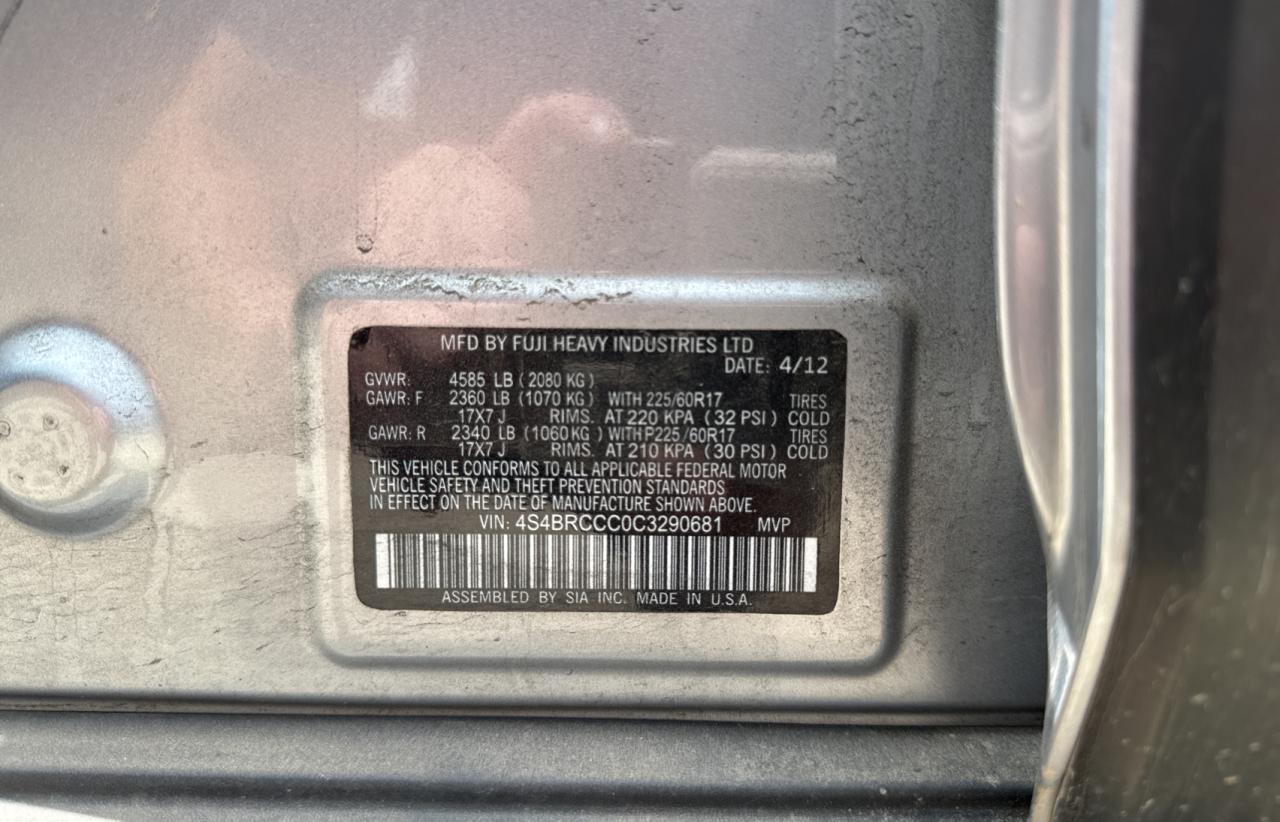 MFD BY FUJI HEAVY INDUSTRIES LTD
DATE: 4/12
GVWR: 4585 LB (2080 KG)
GAWR: F 2360 LB (1070 KG) WITH 225/60R17 TIRES
17X7 J RIMS. AT 220 KPA (32 PSI) COLD
GAWR: R 2340 LB (1060 KG) WITH P225/60R17 TIRES
17X7 J RIMS. AT 210 KPA (30 PSI) COLD
THIS VEHICLE CONFORMS TO ALL APPLICABLE FEDERAL MOTOR
VEHICLE SAFETY AND THEFT PREVENTION STANDARDS
IN EFFECT ON THE DATE OF MANUFACTURE SHOWN ABOVE.
VIN: 4S4BRCCC0C3290681 MVP
ASSEMBLED BY SIA INC. MADE IN U.S.A.